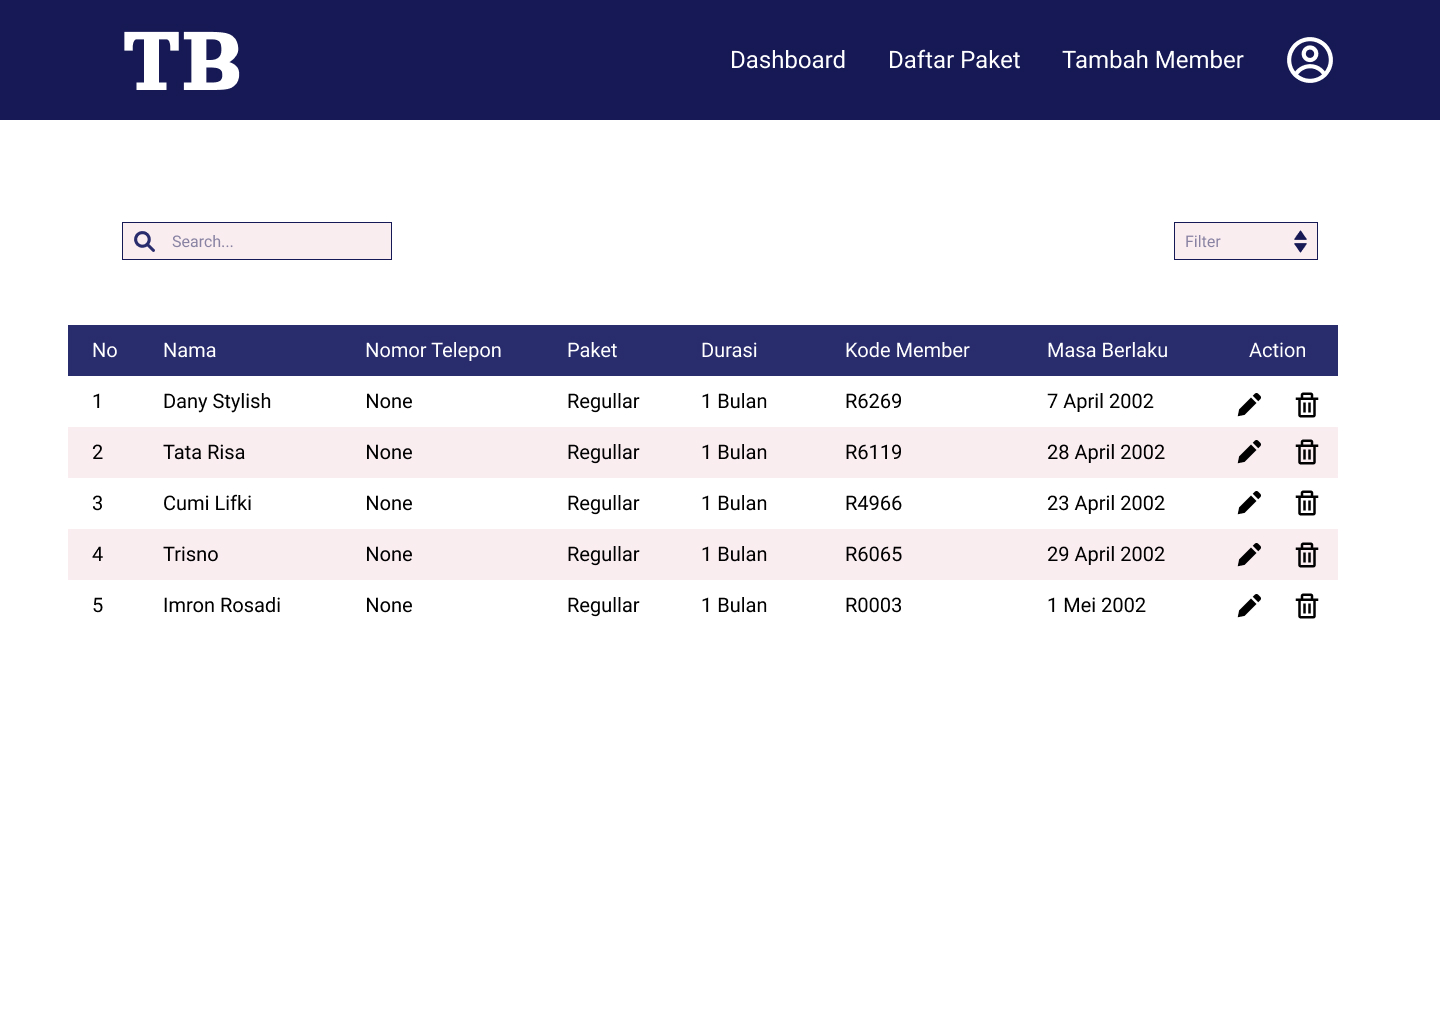 TB
Dashboard Daftar Paket Tambah Member
Search... Filter
No Nama Nomor Telepon Paket Durasi Kode Member Masa Berlaku Action
1 Dany Stylish None Regullar 1 Bulan R6269 7 April 2002
2 Tata Risa None Regullar 1 Bulan R6119 28 April 2002
3 Cumi Lifki None Regullar 1 Bulan R4966 23 April 2002
4 Trisno None Regullar 1 Bulan R6065 29 April 2002
5 Imron Rosadi None Regullar 1 Bulan R0003 1 Mei 2002